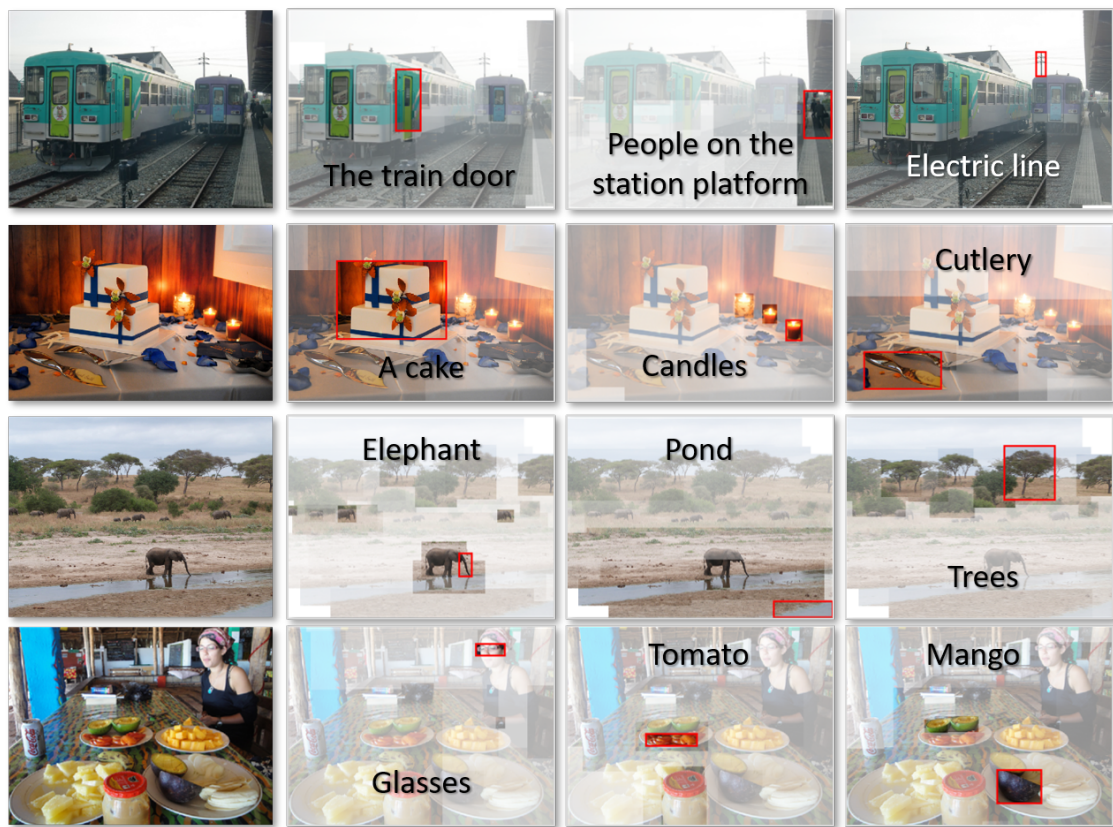 The train door
People on the
station platform
Electric line
Cutlery
A cake
Candles
Elephant
Pond
Trees
Tomato
Mango
Glasses